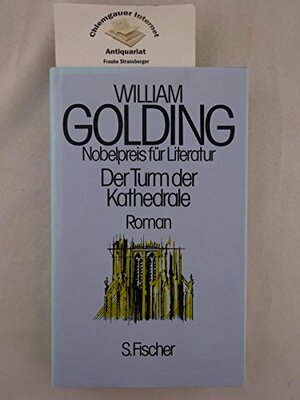 Chiemgauer Internet
Antiquariat
Frauke Strassberger
WILLIAM
GOLDING
Nobelpreis für Literatur
Der Turm der
Kathedrale
Roman
S. Fischer